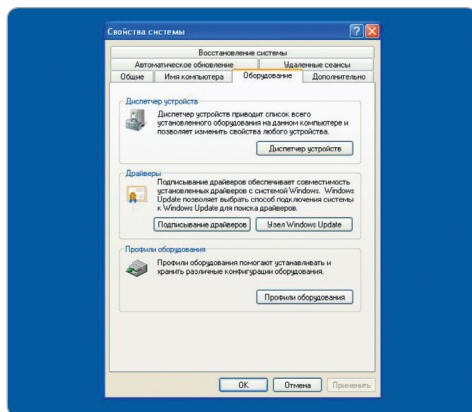 Свойства системы
Восстановление системы
Автоматическое обновление Удаленные сеансы
Общие Имя компьютера Оборудование Дополнительно
Диспетчер устройств
Диспетчер устройств приводит список всего
установленного оборудования на данном компьютере и
позволяет изменить свойства любого устройства.
Диспетчер устройств
Драйверы
Подписывание драйверов обеспечивает совместимость
установленных драйверов с системой Windows. Windows
Update позволяет выбрать способ подключения системы
к Windows Update для поиска драйверов.
Подписывание драйверов Узел Windows Update
Профили оборудования
Профили оборудования помогают устанавливать и
хранить различные конфигурации оборудования.
Профили оборудования
ОК Отмена Применить